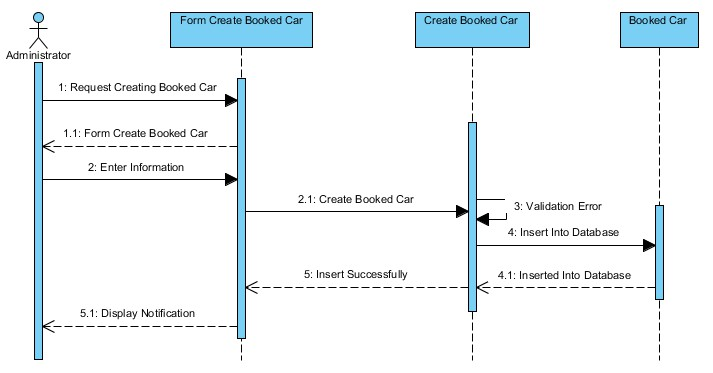 Form Create Booked Car
Create Booked Car
Booked Car
Administrator
1: Request Creating Booked Car
1.1: Form Create Booked Car
2: Enter Information
2.1: Create Booked Car
3: Validation Error
4: Insert Into Database
5: Insert Successfully
4.1: Inserted Into Database
5.1: Display Notification